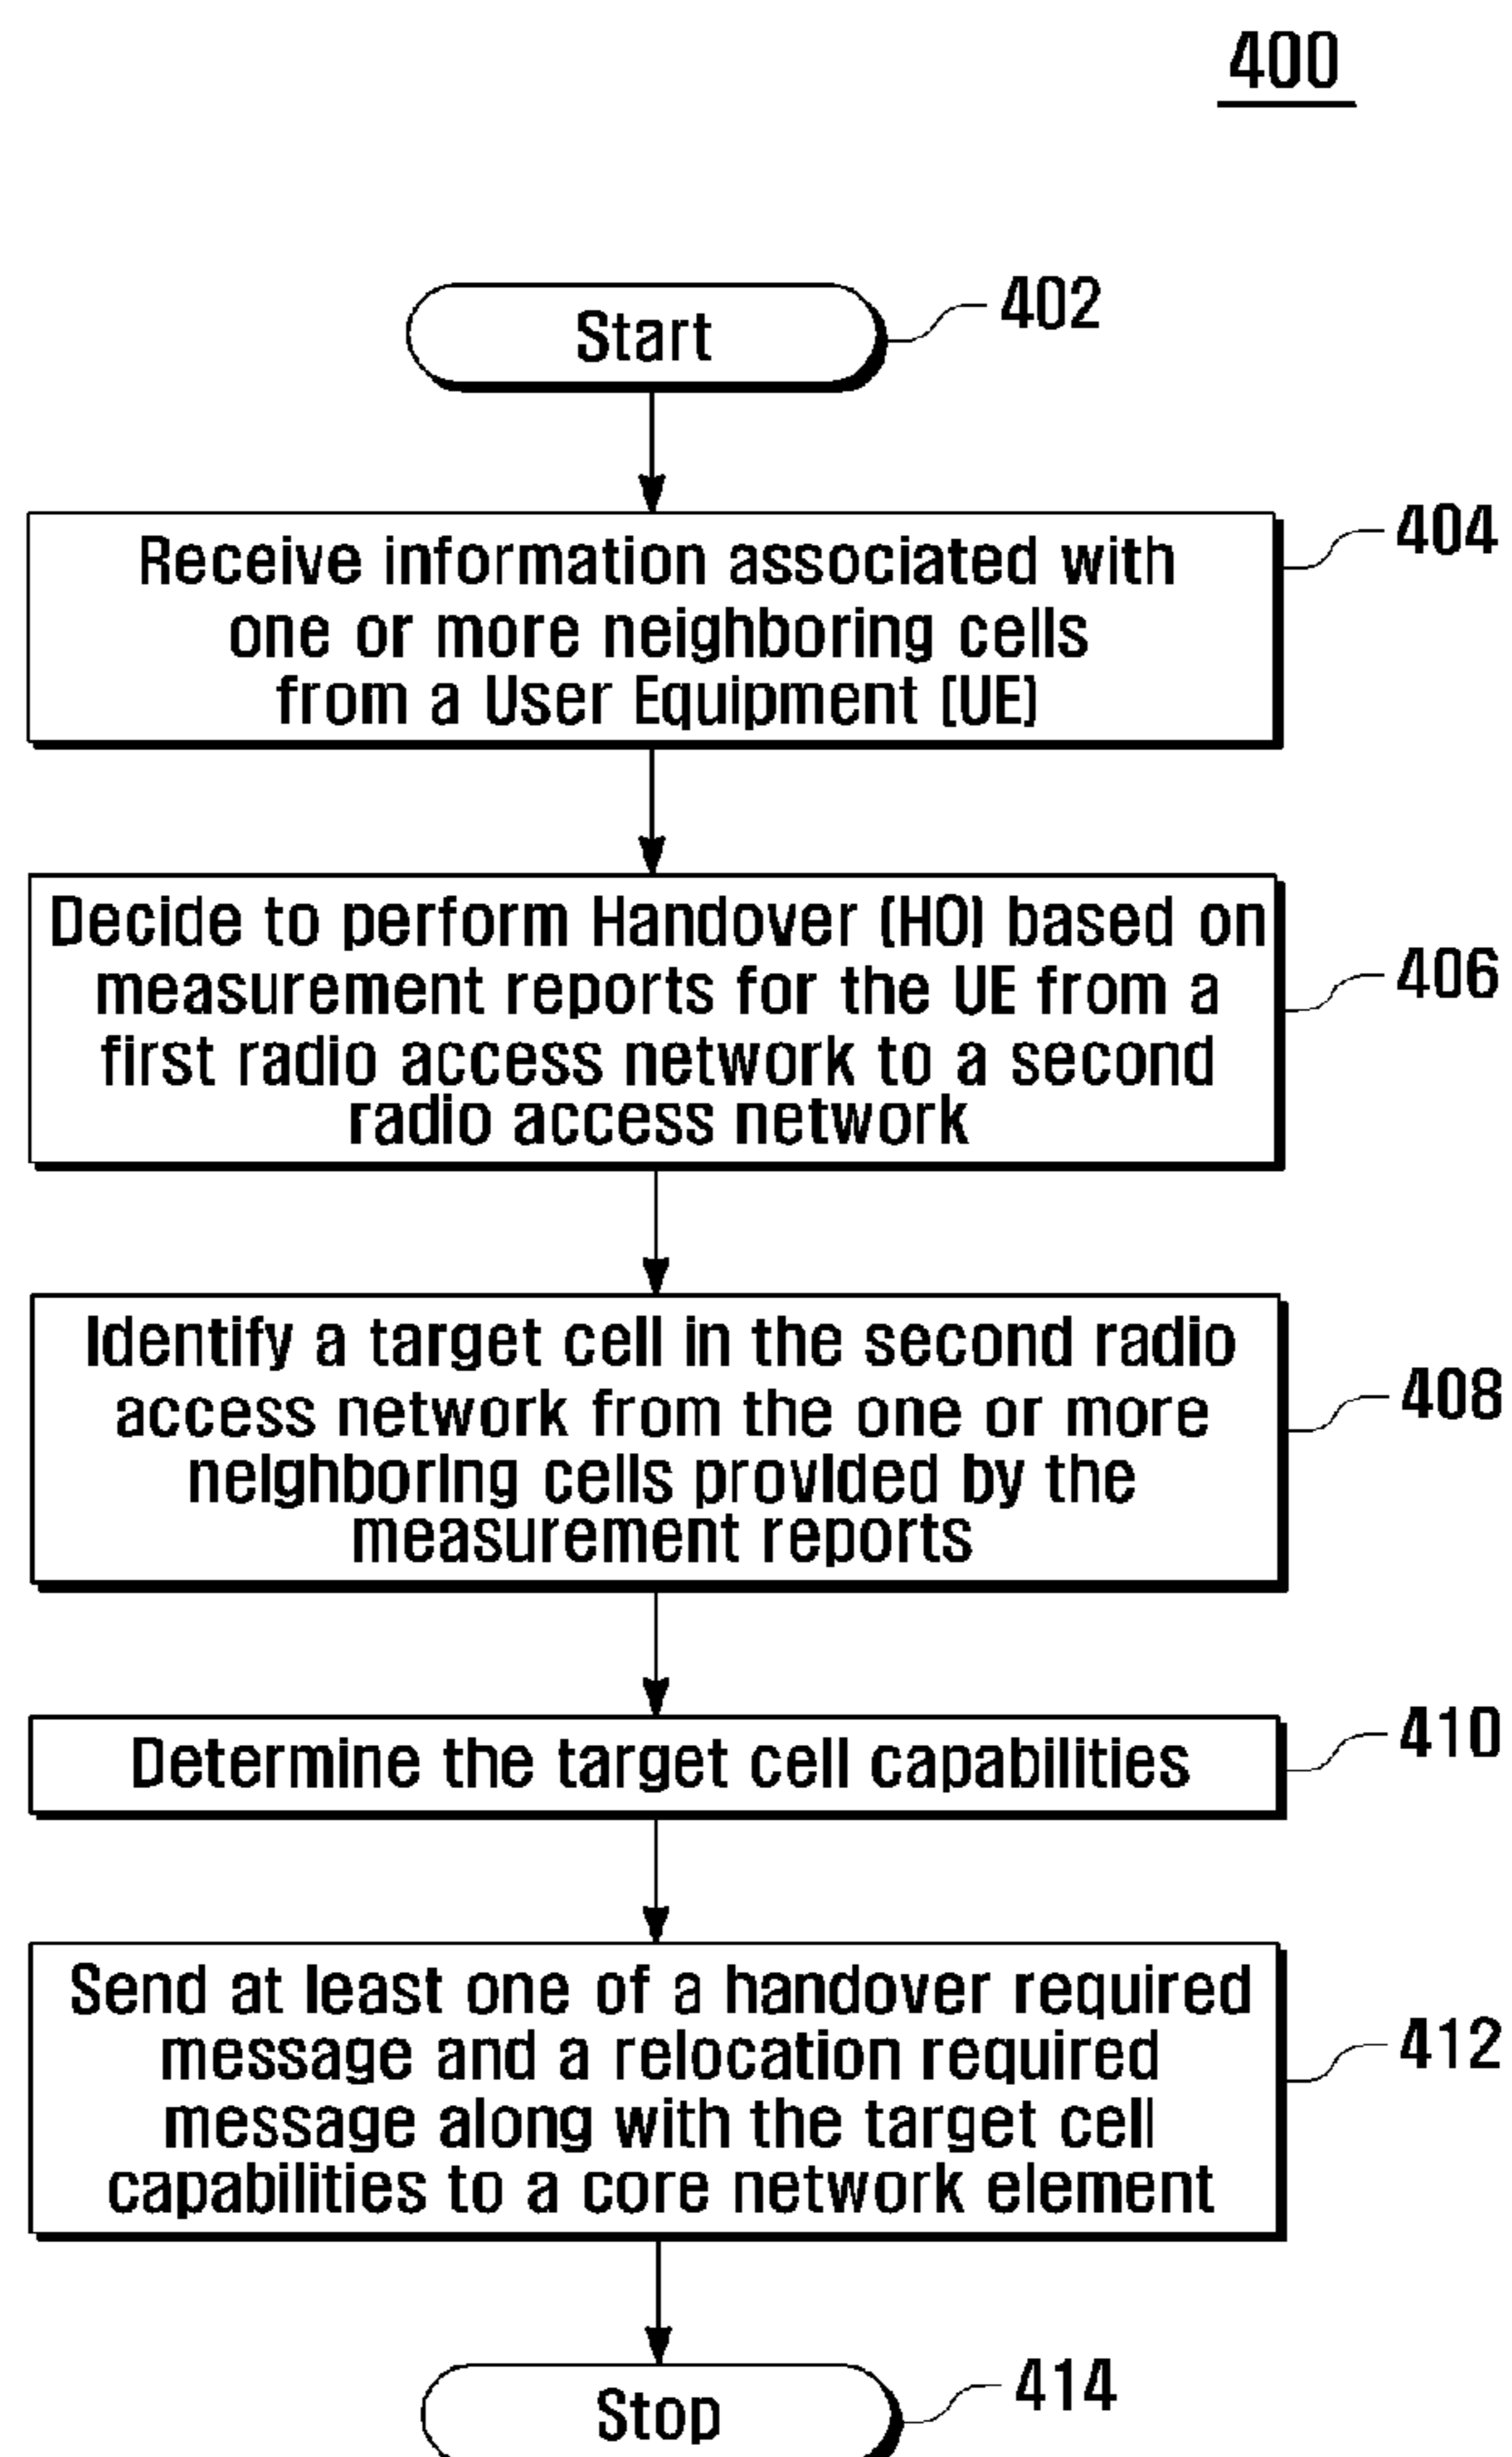 400
Start
402
Receive information associated with
one or more neighboring cells
from a User Equipment (UE)
404
Decide to perform Handover (HO) based on
measurement reports for the UE from a
first radio access network to a second
radio access network
406
Identify a target cell in the second radio
access network from the one or more
neighboring cells provided by the
measurement reports
408
Determine the target cell capabilities
410
Send at least one of a handover required
message and a relocation required
message along with the target cell
capabilities to a core network element
412
Stop
414